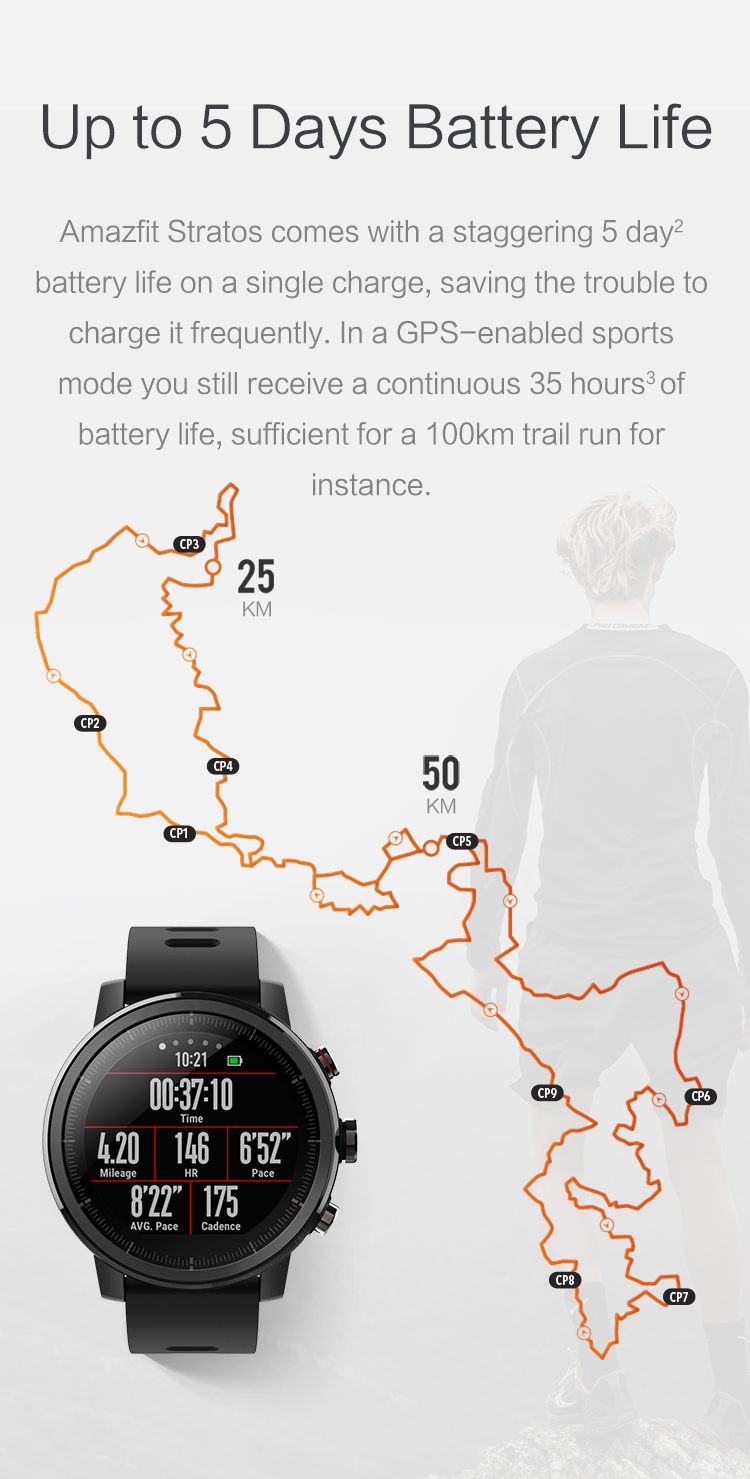 Up to 5 Days Battery Life
Amazfit Stratos comes with a staggering 5 day²
battery life on a single charge, saving the trouble to
charge it frequently. In a GPS-enabled sports
mode you still receive a continuous 35 hours³ of
battery life, sufficient for a 100km trail run for
instance.
CP3
25
KM
PRO COMBAT
CP2
CP4
50
KM
CP1
CP5
10:21
00:37:10
Time
4.20 146 6'52"
Mileage HR Pace
8'22" 175
AVG. Pace Cadence
CP9
CP6
CP8
CP7